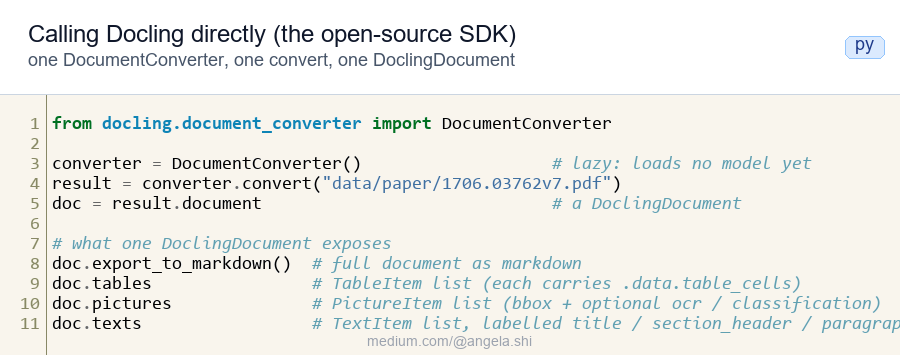 Calling Docling directly (the open-source SDK)
one DocumentConverter, one convert, one DoclingDocument
py
1 from docling.document_converter import DocumentConverter
2
3 converter = DocumentConverter()                   # lazy: loads no model yet
4 result = converter.convert("data/paper/1706.03762v7.pdf")
5 doc = result.document                             # a DoclingDocument
6
7 # what one DoclingDocument exposes
8 doc.export_to_markdown()  # full document as markdown
9 doc.tables                # TableItem list (each carries .data.table_cells)
10 doc.pictures              # PictureItem list (bbox + optional ocr / classification)
11 doc.texts                 # TextItem list, labelled title / section_header / paragrap
medium.com/@angela.shi